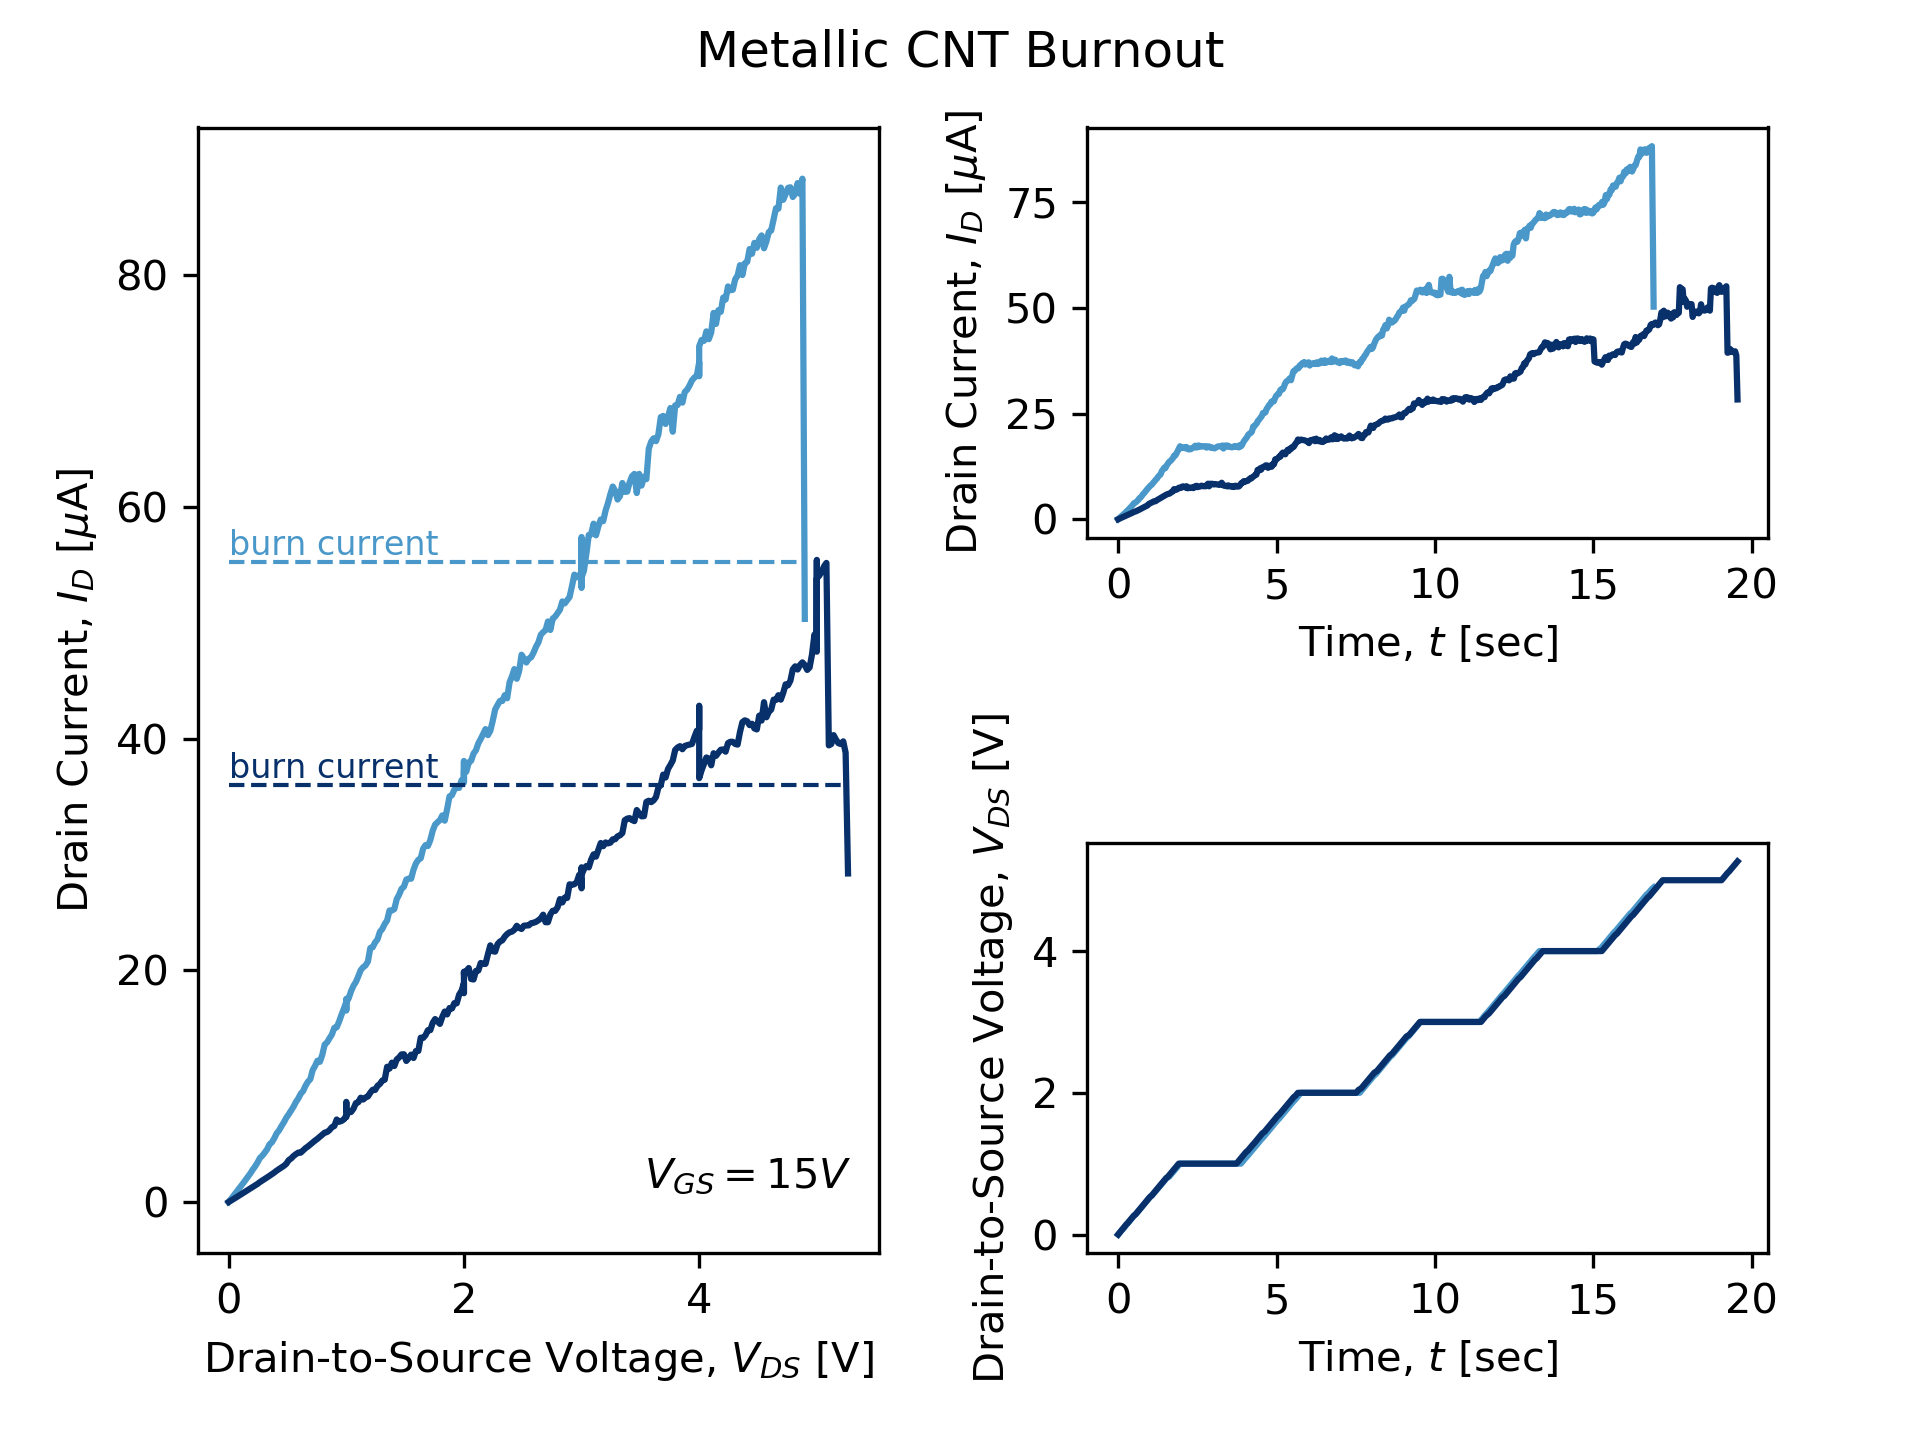 Metallic CNT Burnout
Drain Current, I_D [μA]
80
60
40
20
0
burn current
burn current
V_GS = 15V
0 2 4
Drain-to-Source Voltage, V_DS [V]
Drain Current, I_D [μA]
75
50
25
0
0 5 10 15 20
Time, t [sec]
Drain-to-Source Voltage, V_DS [V]
4
2
0
0 5 10 15 20
Time, t [sec]